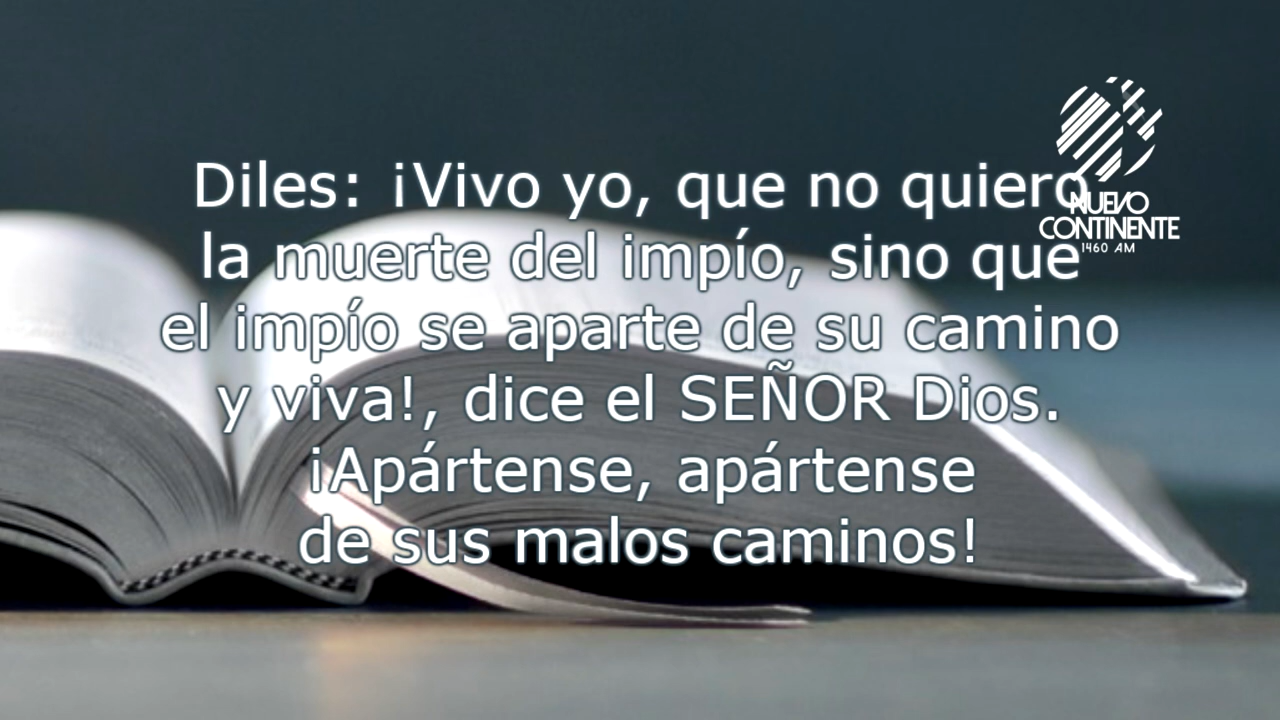 Diles: ¡Vivo yo, que no quiero
la muerte del impío, sino que
el impío se aparte de su camino
y viva!, dice el SEÑOR Dios.
¡Apártense, apártense
de sus malos caminos!
NUEVO
CONTINENTE
1460 AM